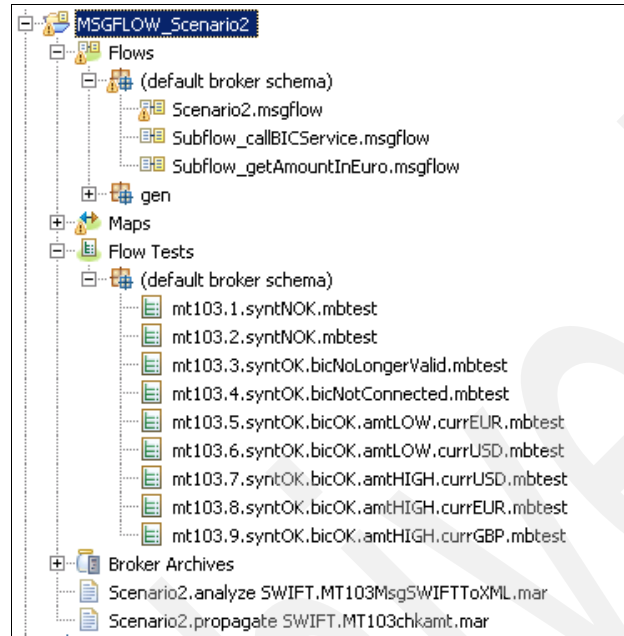 MSGFLOW_Scenario2
Flows
(default broker schema)
Scenario2.msgflow
Subflow_callBICService.msgflow
Subflow_getAmountInEuro.msgflow
gen
Maps
Flow Tests
(default broker schema)
mt103.1.syntNOK.mbtest
mt103.2.syntNOK.mbtest
mt103.3.syntOK.bicNoLongerValid.mbtest
mt103.4.syntOK.bicNotConnected.mbtest
mt103.5.syntOK.bicOK.amtLOW.currEUR.mbtest
mt103.6.syntOK.bicOK.amtLOW.currUSD.mbtest
mt103.7.syntOK.bicOK.amtHIGH.currUSD.mbtest
mt103.8.syntOK.bicOK.amtHIGH.currEUR.mbtest
mt103.9.syntOK.bicOK.amtHIGH.currGBP.mbtest
Broker Archives
Scenario2.analyze SWIFT.MT103MsgSWIFTToXML.mar
Scenario2.propagate SWIFT.MT103chkamt.mar